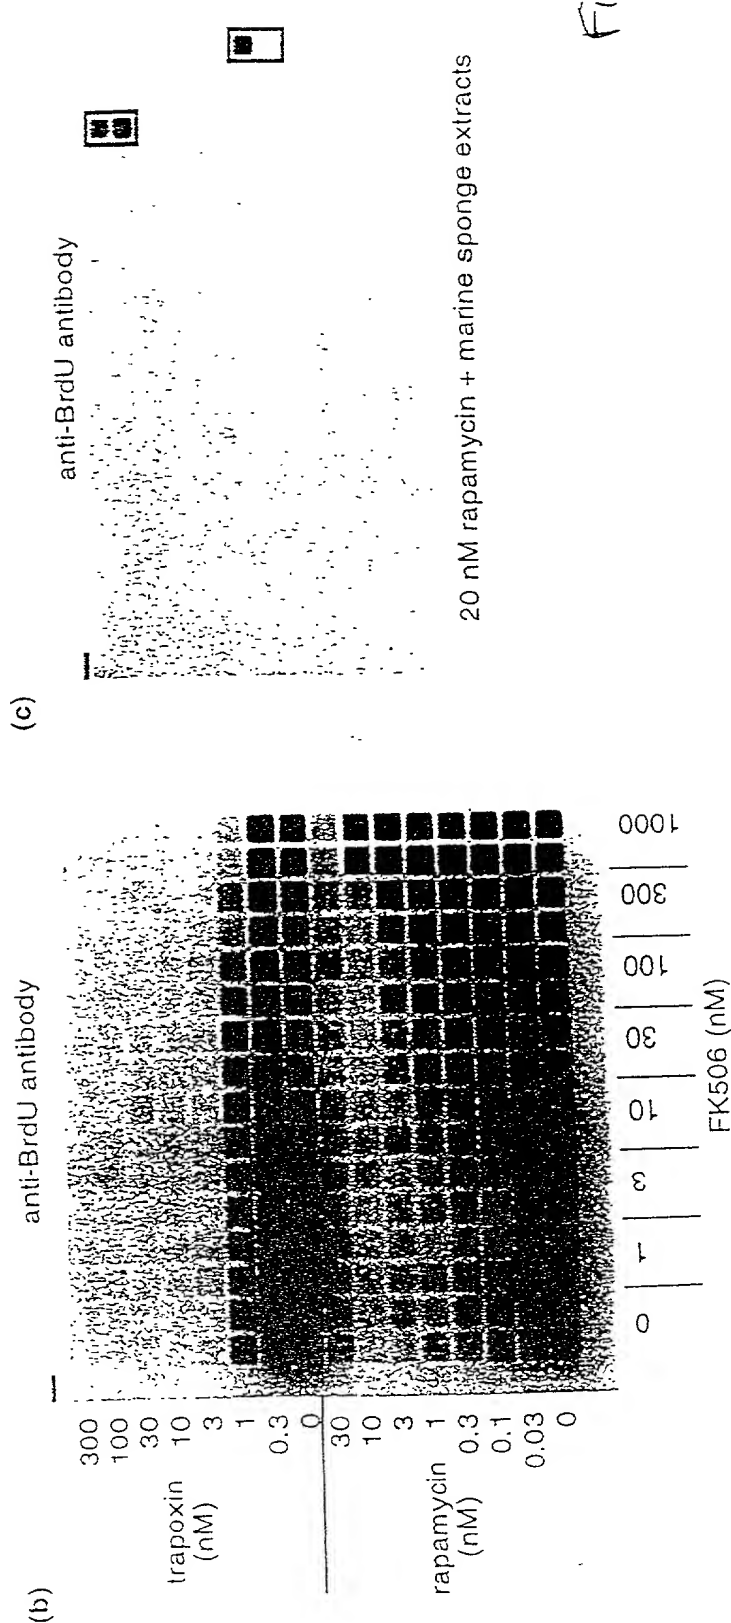 (b)
anti-BrdU antibody
trapoxin
(nM)
300
100
30
10
3
1
0.3
0
rapamycin
(nM)
30
10
3
1
0.3
0.1
0.03
0
0
1
3
10
30
100
300
1000
FK506 (nM)
(c)
anti-BrdU antibody
20 nM rapamycin + marine sponge extracts